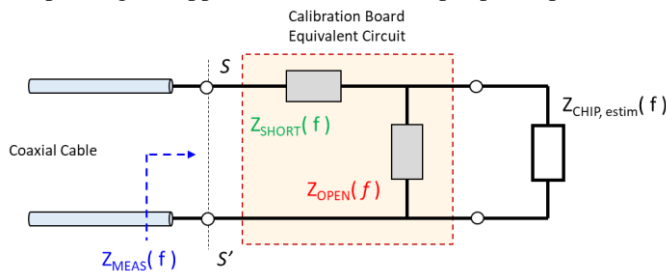 Calibration Board
Equivalent Circuit
S
Z_SHORT( f )
Z_CHIP, estim( f )
Coaxial Cable
Z_OPEN( f )
Z_MEAS( f )
S'